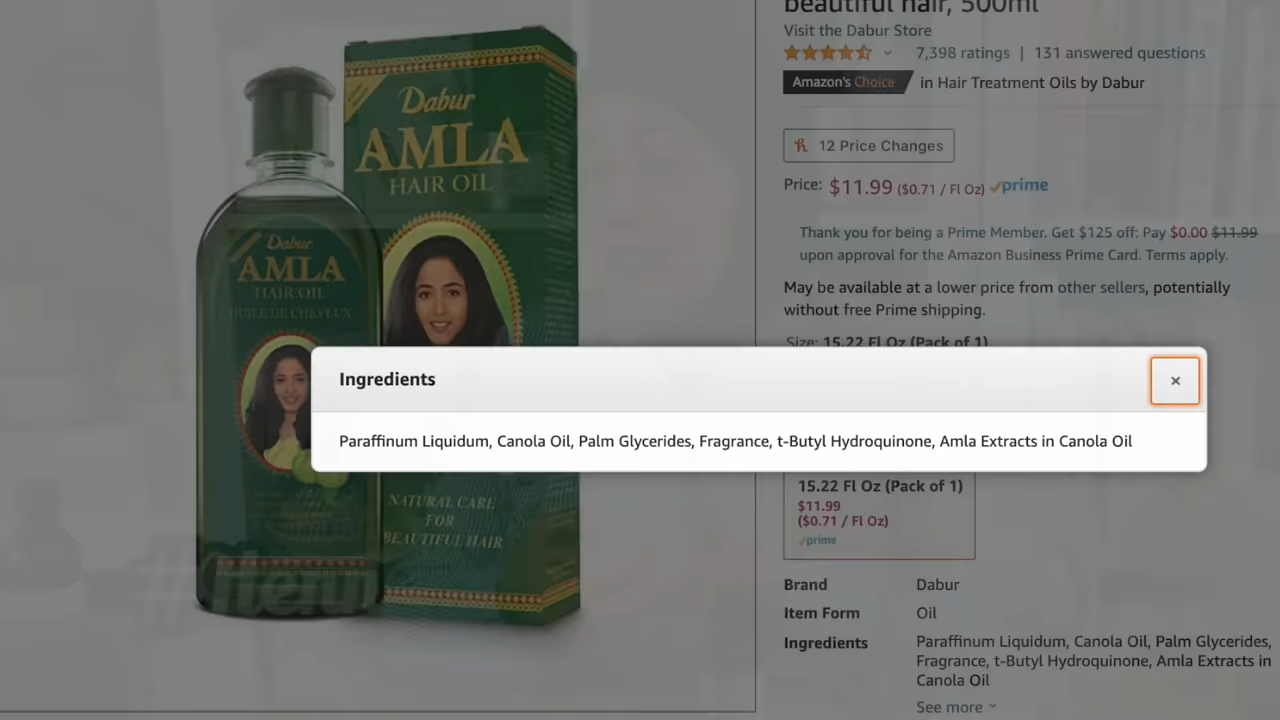 beautiful hair, 500ml
Visit the Dabur Store
7,398 ratings | 131 answered questions
Amazon's Choice in Hair Treatment Oils by Dabur
12 Price Changes
Price: $11.99 ($0.71 / Fl Oz) prime
Thank you for being a Prime Member. Get $125 off: Pay $0.00 $11.99
upon approval for the Amazon Business Prime Card. Terms apply.
May be available at a lower price from other sellers, potentially
without free Prime shipping.
Size: 15.22 Fl Oz (Pack of 1)
Dabur
AMLA
HAIR OIL
NATURAL CARE
FOR
BEAUTIFUL HAIR
Dabur
AMLA
HAIR OIL
HUILE DE CHEVEUX
Ingredients
×
Paraffinum Liquidum, Canola Oil, Palm Glycerides, Fragrance, t-Butyl Hydroquinone, Amla Extracts in Canola Oil
15.22 Fl Oz (Pack of 1)
$11.99
($0.71 / Fl Oz)
prime
Brand Dabur
Item Form Oil
Ingredients Paraffinum Liquidum, Canola Oil, Palm Glycerides,
Fragrance, t-Butyl Hydroquinone, Amla Extracts in
Canola Oil
See more